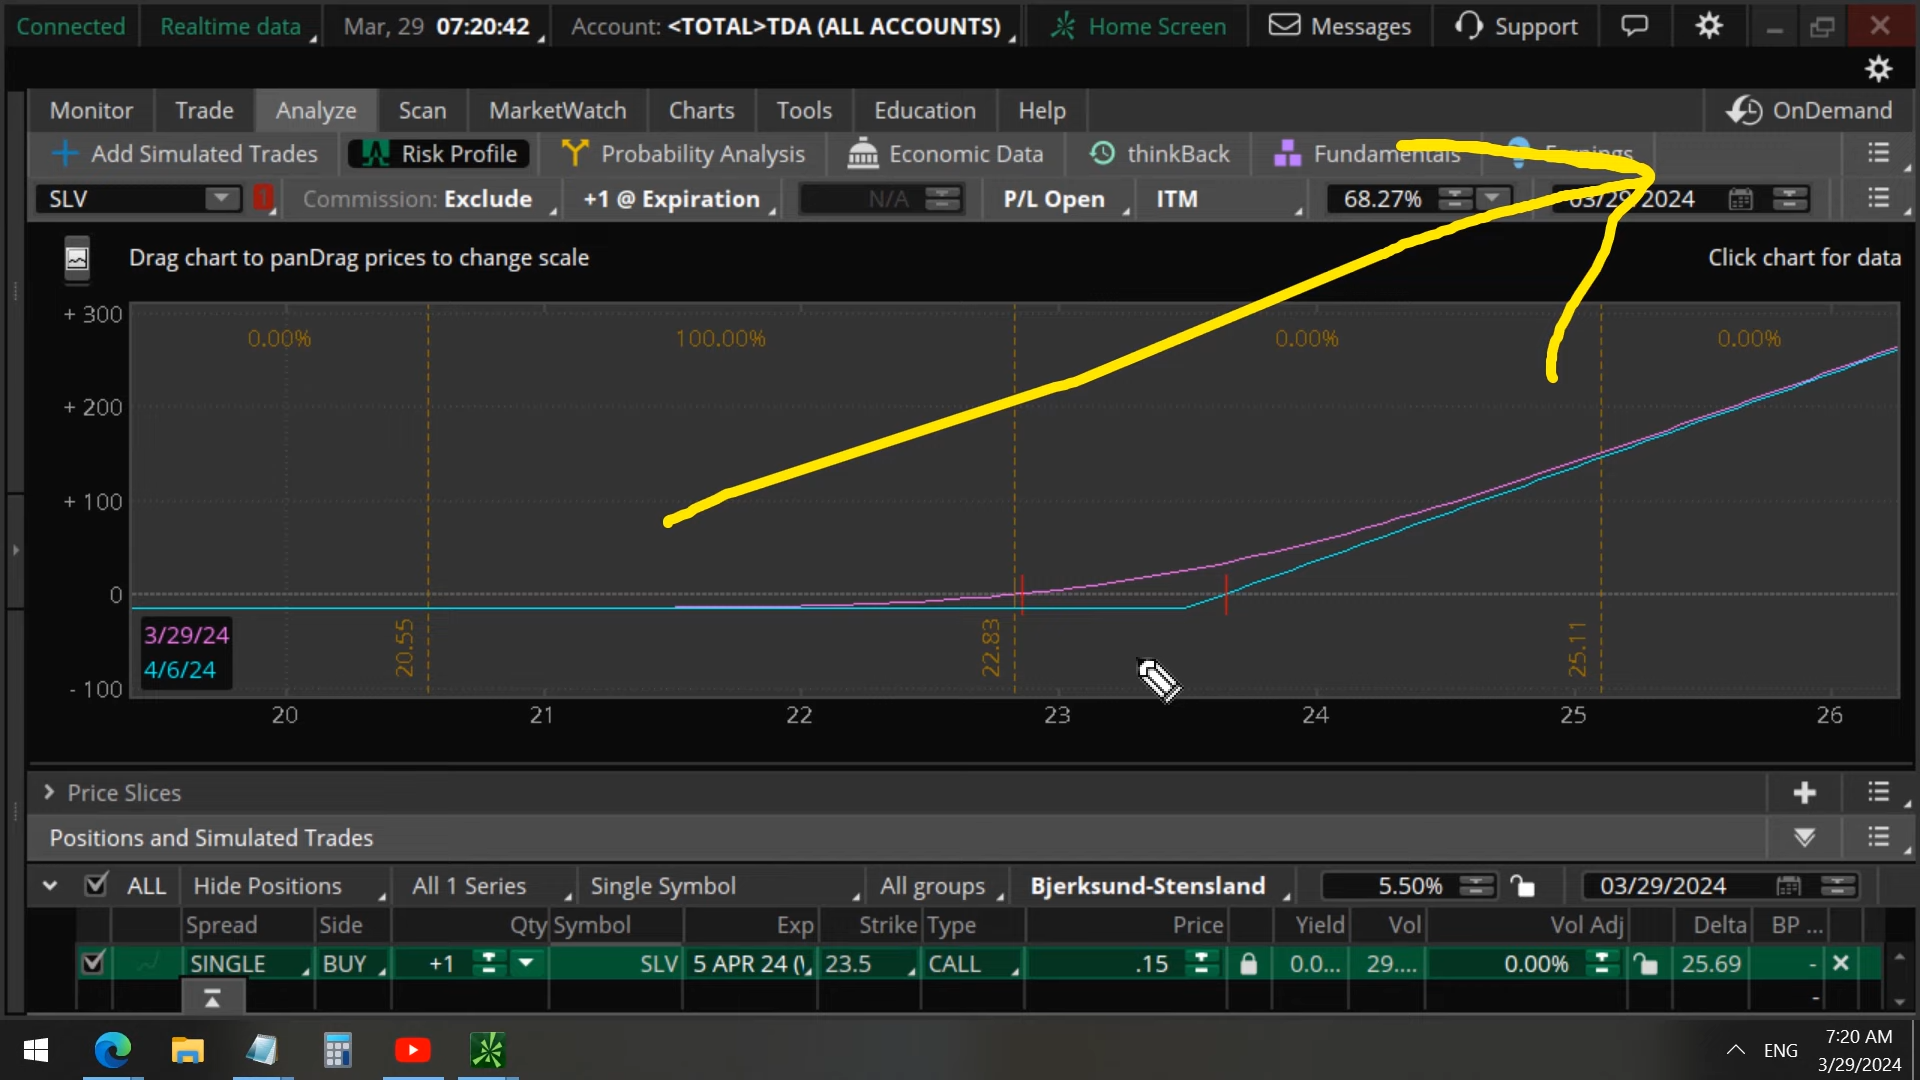 Connected Realtime data Mar, 29 07:20:42 Account: <TOTAL>TDA (ALL ACCOUNTS) Home Screen Messages Support
Monitor Trade Analyze Scan MarketWatch Charts Tools Education Help OnDemand
Add Simulated Trades Risk Profile Probability Analysis Economic Data thinkBack Fundamentals Earnings
SLV 1 Commission: Exclude +1 @ Expiration N/A P/L Open ITM 68.27% 03/29/2024
Drag chart to panDrag prices to change scale Click chart for data
+ 300
0.00% 100.00% 0.00% 0.00%
+ 200
+ 100
0
3/29/24 20.55 22.83 25.11
4/6/24
- 100
20 21 22 23 24 25 26
Price Slices
Positions and Simulated Trades
ALL Hide Positions All 1 Series Single Symbol All groups Bjerksund-Stensland 5.50% 03/29/2024
Spread Side Qty Symbol Exp Strike Type Price Yield Vol Vol Adj Delta BP ...
SINGLE BUY +1 SLV 5 APR 24 (\ 23.5 CALL .15 0.0... 29.... 0.00% 25.69 -
-
ENG 7:20 AM
3/29/2024